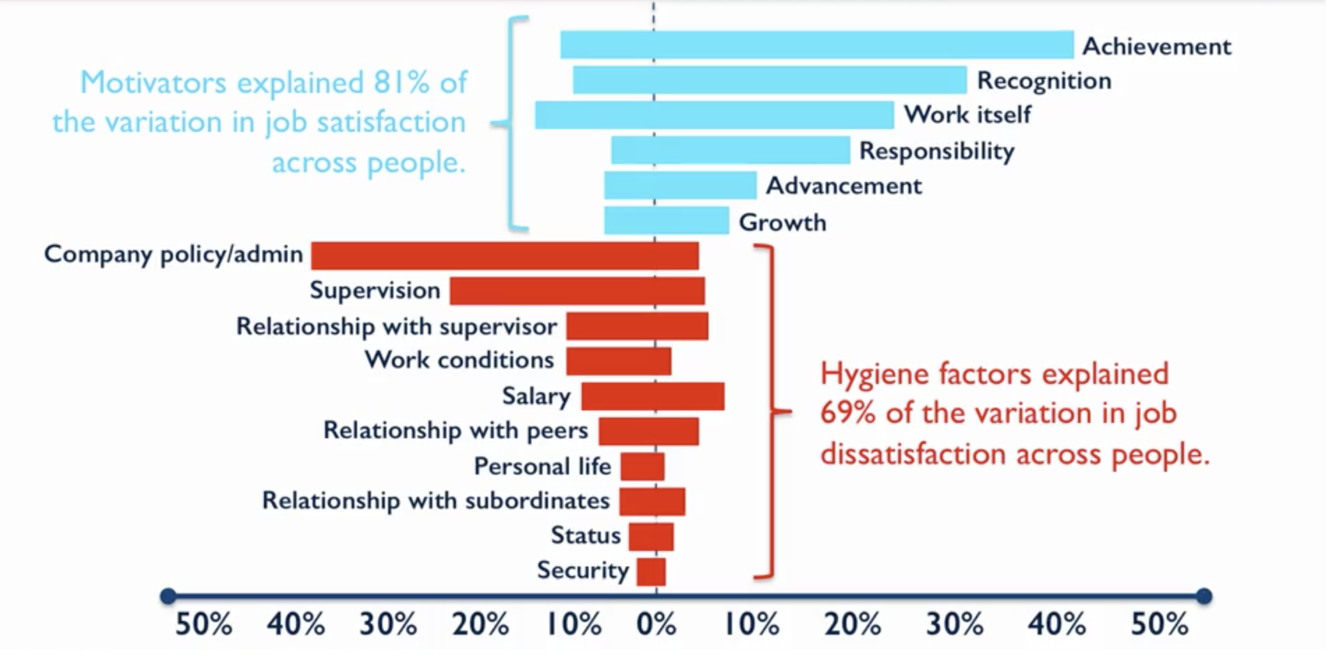 Motivators explained 81% of
the variation in job satisfaction
across people.
Achievement
Recognition
Work itself
Responsibility
Advancement
Growth
Company policy/admin
Supervision
Relationship with supervisor
Work conditions
Salary
Relationship with peers
Personal life
Relationship with subordinates
Status
Security
Hygiene factors explained
69% of the variation in job
dissatisfaction across people.
50% 40% 30% 20% 10% 0% 10% 20% 30% 40% 50%